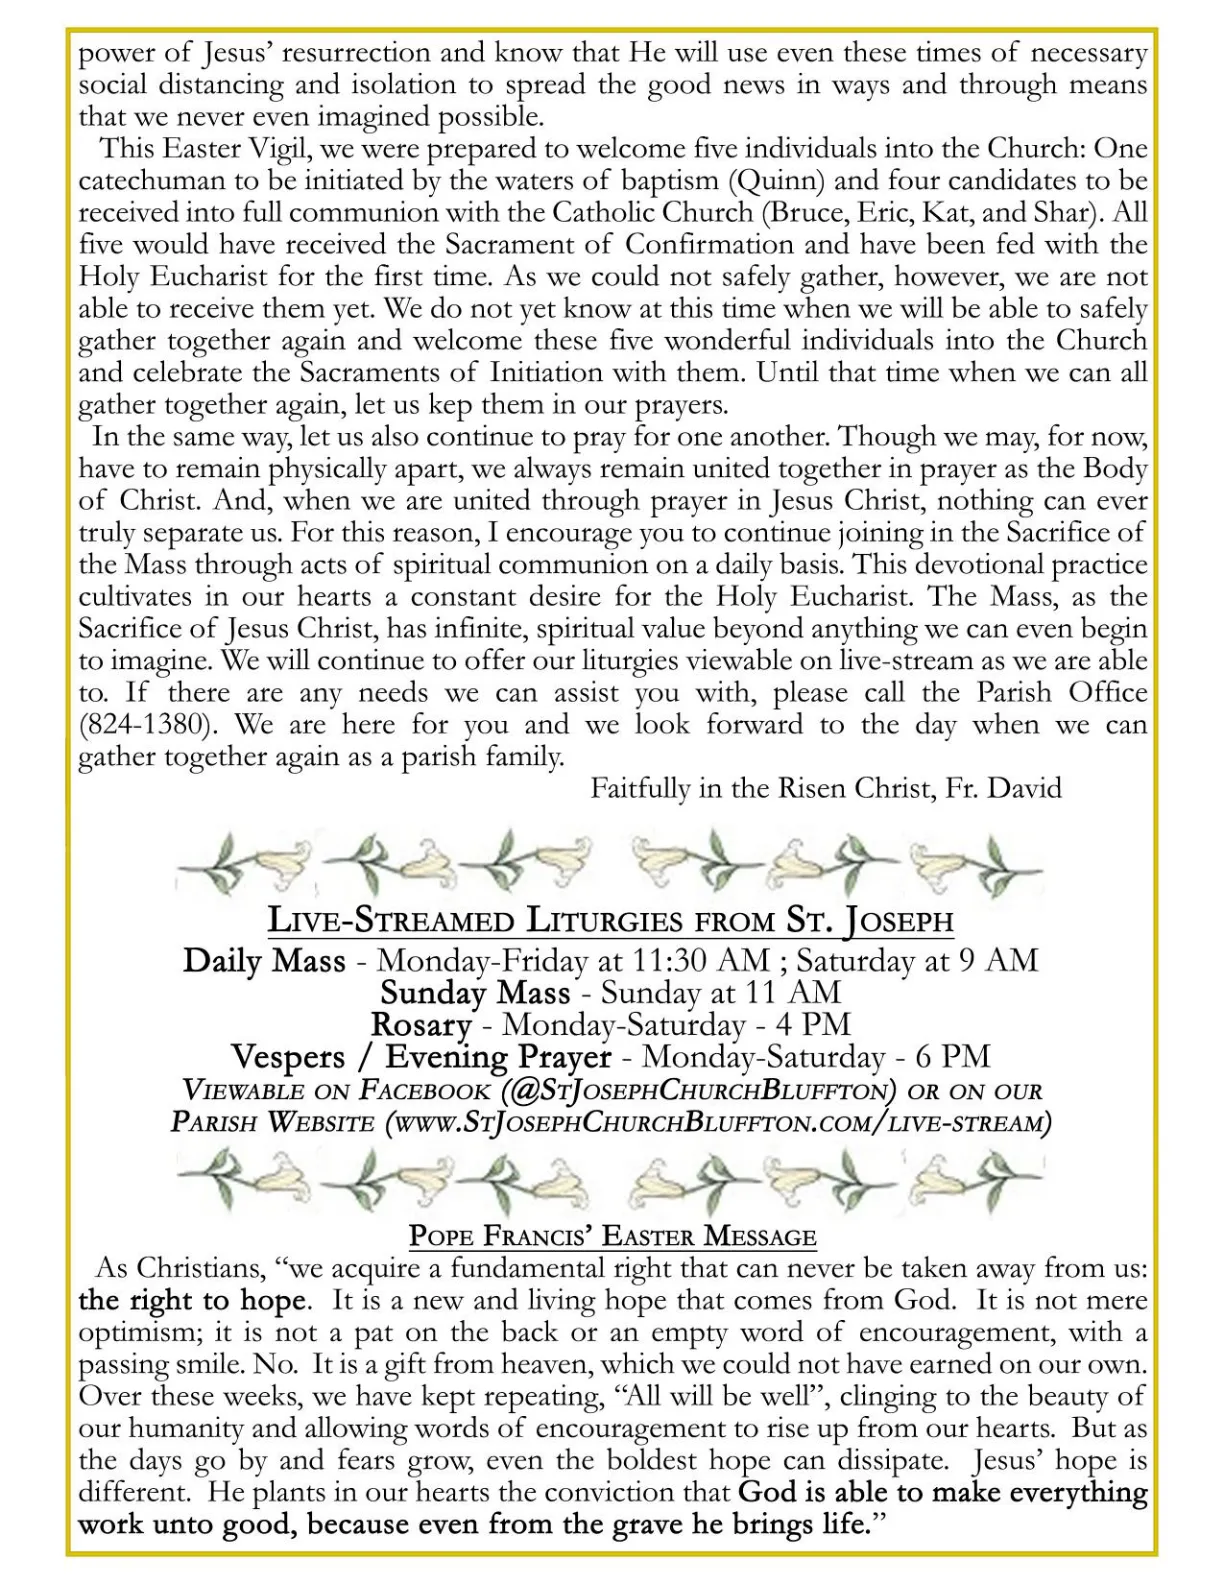 power of Jesus’ resurrection and know that He will use even these times of necessary
social distancing and isolation to spread the good news in ways and through means
that we never even imagined possible.
This Easter Vigil, we were prepared to welcome five individuals into the Church: One
catechuman to be initiated by the waters of baptism (Quinn) and four candidates to be
received into full communion with the Catholic Church (Bruce, Eric, Kat, and Shar). All
five would have received the Sacrament of Confirmation and have been fed with the
Holy Eucharist for the first time. As we could not safely gather, however, we are not
able to receive them yet. We do not yet know at this time when we will be able to safely
gather together again and welcome these five wonderful individuals into the Church
and celebrate the Sacraments of Initiation with them. Until that time when we can all
gather together again, let us kep them in our prayers.
In the same way, let us also continue to pray for one another. Though we may, for now,
have to remain physically apart, we always remain united together in prayer as the Body
of Christ. And, when we are united through prayer in Jesus Christ, nothing can ever
truly separate us. For this reason, I encourage you to continue joining in the Sacrifice of
the Mass through acts of spiritual communion on a daily basis. This devotional practice
cultivates in our hearts a constant desire for the Holy Eucharist. The Mass, as the
Sacrifice of Jesus Christ, has infinite, spiritual value beyond anything we can even begin
to imagine. We will continue to offer our liturgies viewable on live-stream as we are able
to. If there are any needs we can assist you with, please call the Parish Office
(824-1380). We are here for you and we look forward to the day when we can
gather together again as a parish family.
Faitfully in the Risen Christ, Fr. David
LIVE-STREAMED LITURGIES FROM ST. JOSEPH
Daily Mass - Monday-Friday at 11:30 AM ; Saturday at 9 AM
Sunday Mass - Sunday at 11 AM
Rosary - Monday-Saturday - 4 PM
Vespers / Evening Prayer - Monday-Saturday - 6 PM
VIEWABLE ON FACEBOOK (@STJOSEPHCHURCHBLUFFTON) OR ON OUR
PARISH WEBSITE (WWW.STJOSEPHCHURCHBLUFFTON.COM/LIVE-STREAM)
POPE FRANCIS’ EASTER MESSAGE
As Christians, “we acquire a fundamental right that can never be taken away from us:
the right to hope. It is a new and living hope that comes from God. It is not mere
optimism; it is not a pat on the back or an empty word of encouragement, with a
passing smile. No. It is a gift from heaven, which we could not have earned on our own.
Over these weeks, we have kept repeating, “All will be well”, clinging to the beauty of
our humanity and allowing words of encouragement to rise up from our hearts. But as
the days go by and fears grow, even the boldest hope can dissipate. Jesus’ hope is
different. He plants in our hearts the conviction that God is able to make everything
work unto good, because even from the grave he brings life.”